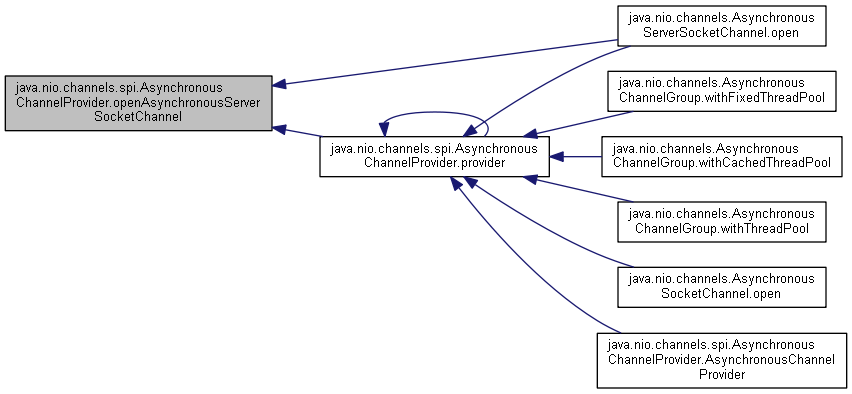 java.nio.channels.Asynchronous
ServerSocketChannel.open
java.nio.channels.spi.Asynchronous
ChannelProvider.openAsynchronousServer
SocketChannel
java.nio.channels.Asynchronous
ChannelGroup.withFixedThreadPool
java.nio.channels.spi.Asynchronous
ChannelProvider.provider
java.nio.channels.Asynchronous
ChannelGroup.withCachedThreadPool
java.nio.channels.Asynchronous
ChannelGroup.withThreadPool
java.nio.channels.Asynchronous
SocketChannel.open
java.nio.channels.spi.Asynchronous
ChannelProvider.AsynchronousChannel
Provider